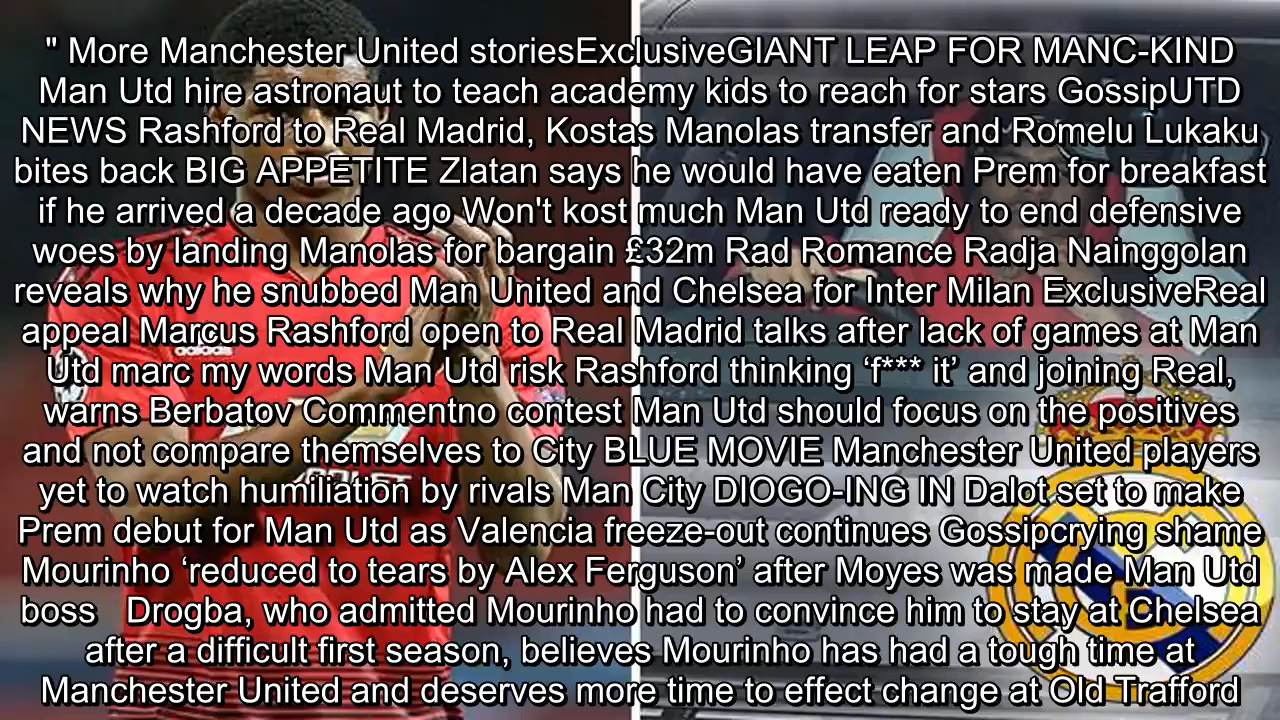 " More Manchester United storiesExclusiveGIANT LEAP FOR MANC-KIND
Man Utd hire astronaut to teach academy kids to reach for stars GossipUTD
NEWS Rashford to Real Madrid, Kostas Manolas transfer and Romelu Lukaku
bites back BIG APPETITE Zlatan says he would have eaten Prem for breakfast
if he arrived a decade ago Won't kost much Man Utd ready to end defensive
woes by landing Manolas for bargain £32m Rad Romance Radja Nainggolan
reveals why he snubbed Man United and Chelsea for Inter Milan ExclusiveReal
appeal Marcus Rashford open to Real Madrid talks after lack of games at Man
Utd marc my words Man Utd risk Rashford thinking ‘f*** it’ and joining Real,
warns Berbatov Commentno contest Man Utd should focus on the positives
and not compare themselves to City BLUE MOVIE Manchester United players
yet to watch humiliation by rivals Man City DIOGO-ING IN Dalot set to make
Prem debut for Man Utd as Valencia freeze-out continues Gossipcrying shame
Mourinho ‘reduced to tears by Alex Ferguson’ after Moyes was made Man Utd
boss   Drogba, who admitted Mourinho had to convince him to stay at Chelsea
after a difficult first season, believes Mourinho has had a tough time at
Manchester United and deserves more time to effect change at Old Trafford
adidas